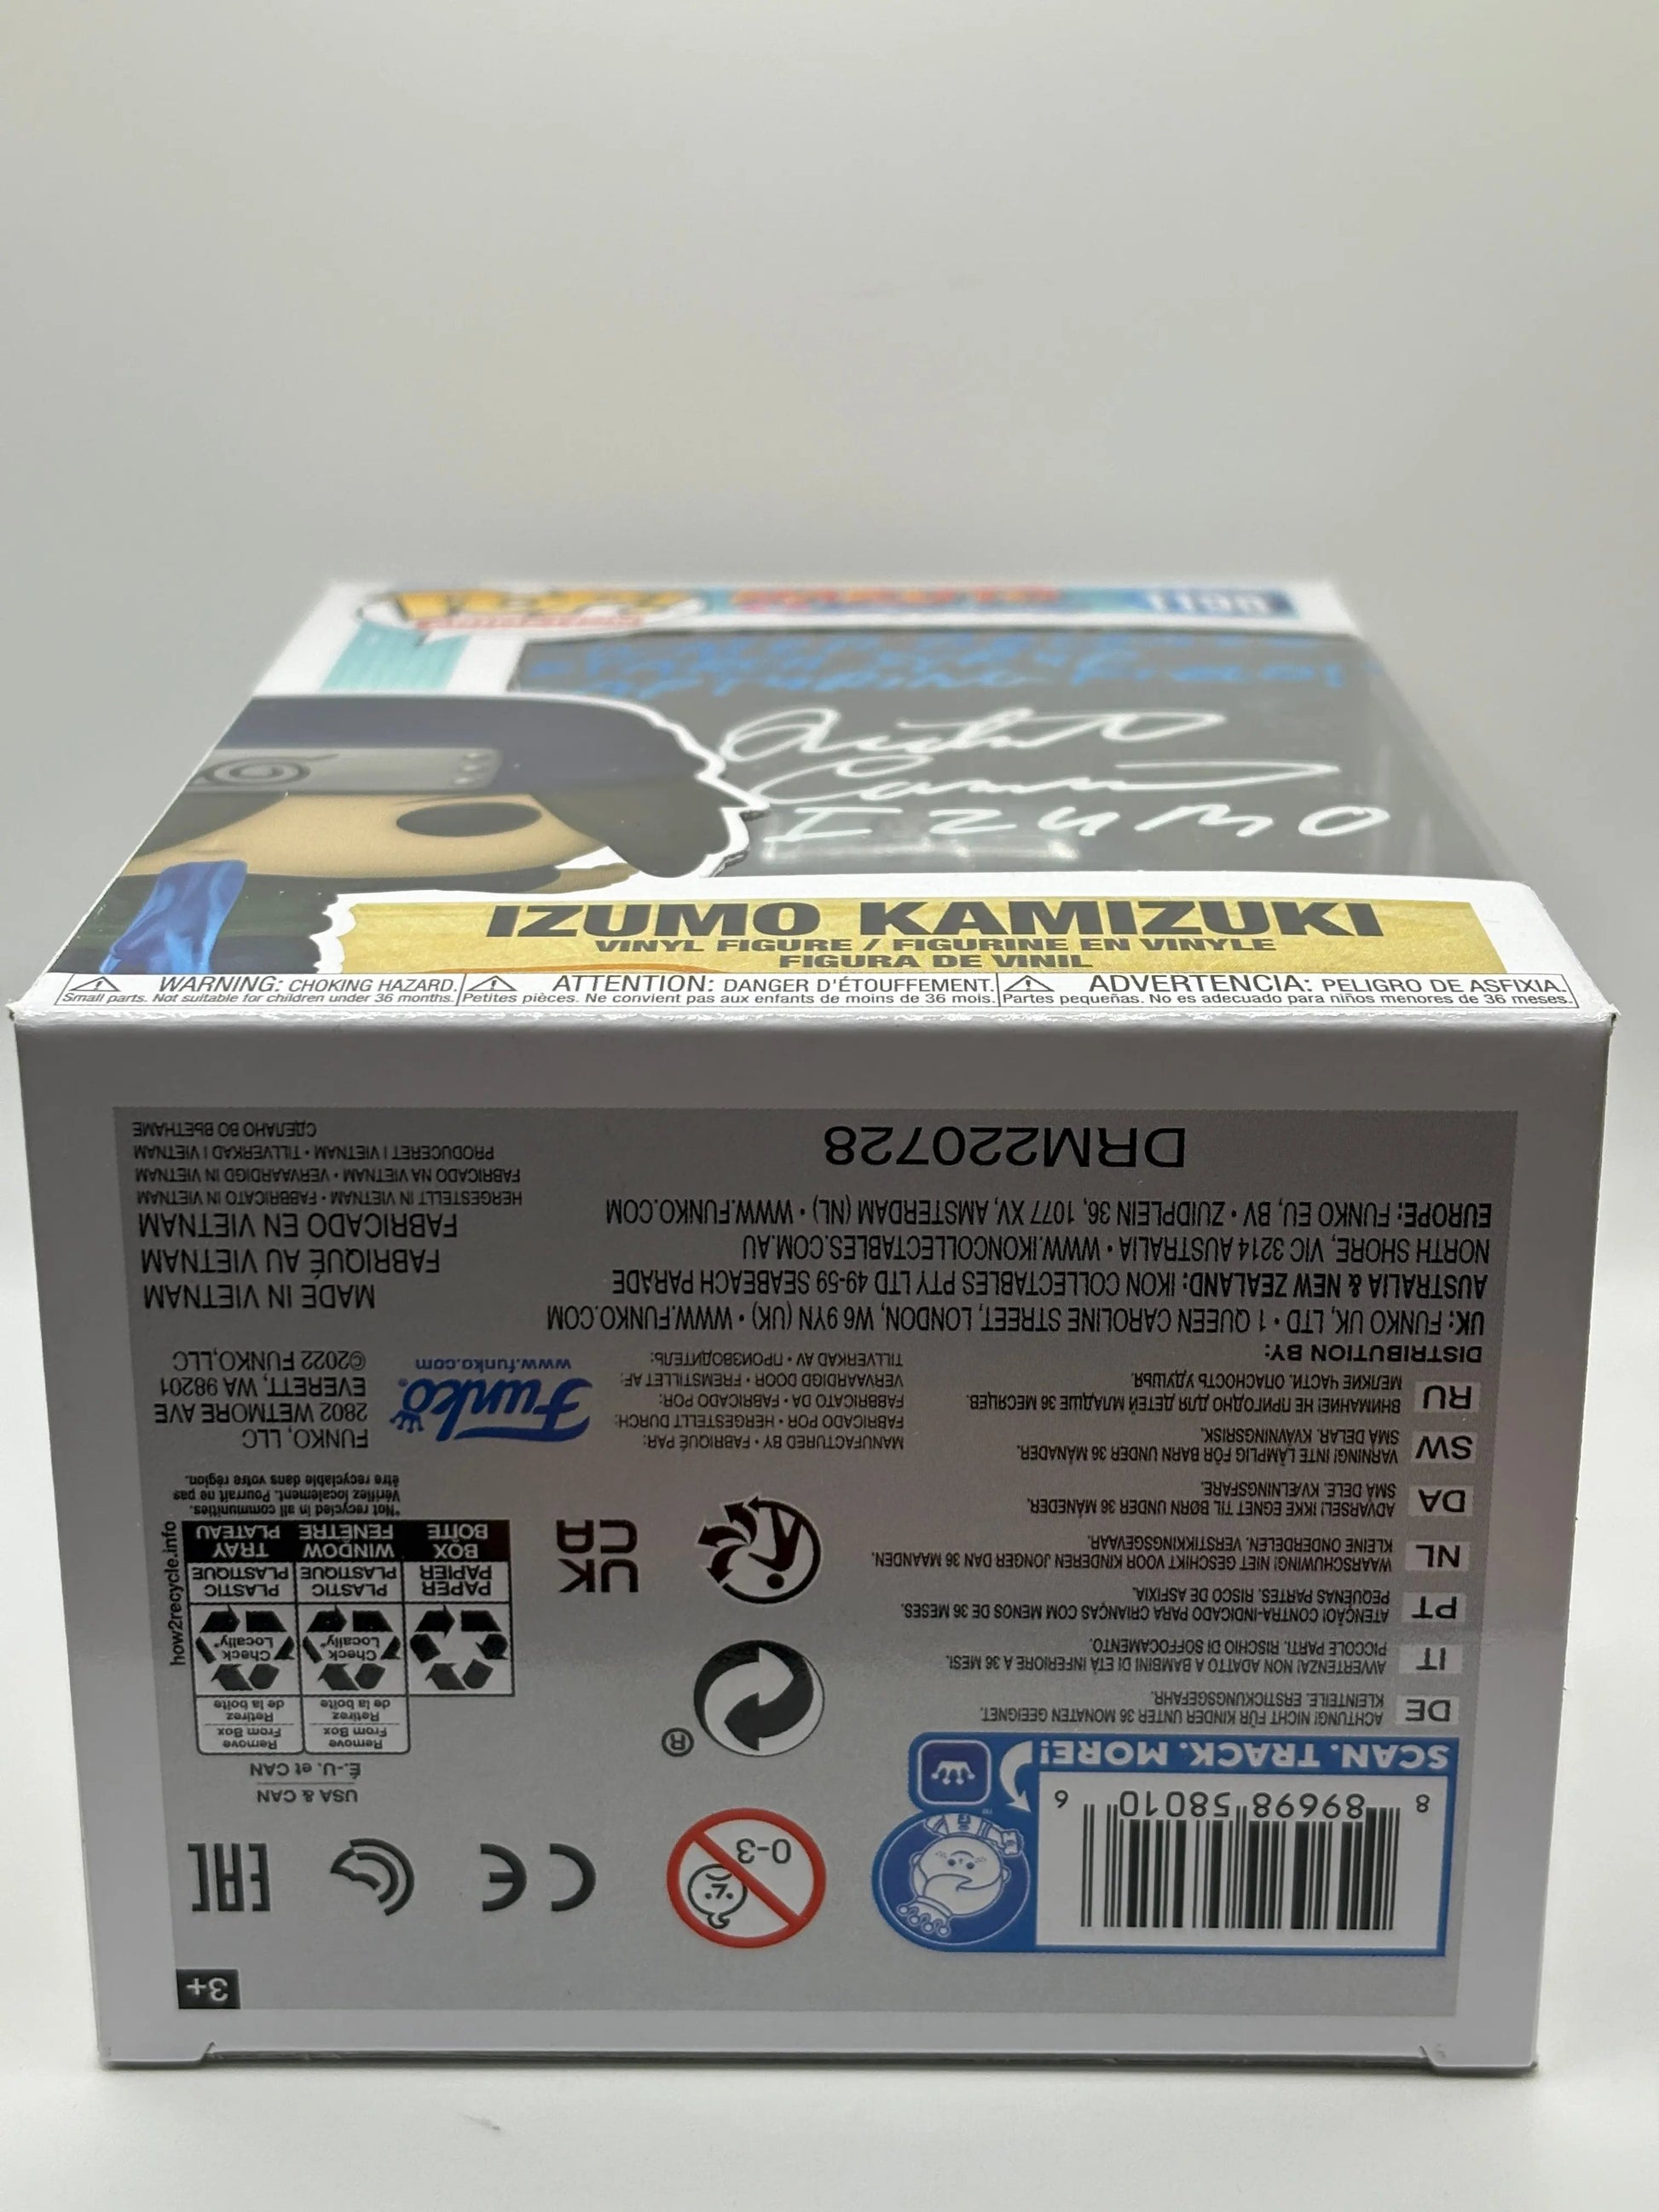 POP!
ANIMATION
NARUTO
1198
IZUMO
IZUMO KAMIZUKI
VINYL FIGURE / FIGURINE EN VINYLE
FIGURA DE VINIL
WARNING: CHOKING HAZARD.
Small parts. Not suitable for children under 36 months.
ATTENTION: DANGER D'ÉTOUFFEMENT.
Petites pièces. Ne convient pas aux enfants de moins de 36 mois.
ADVERTENCIA: PELIGRO DE ASFIXIA.
Partes pequeñas. No es adecuado para niños menores de 36 meses.
3+
8 89698 58010 6
SCAN. TRACK. MORE!
0-3
CE
EAC
USA & CAN
É.-U. et CAN
Remove
From Box
Retirez
de la boîte
Remove
From Box
Retirez
de la boîte
Check
Locally*
Check
Locally*
PAPER
PAPIER
BOX
BOÎTE
PLASTIC
PLASTIQUE
WINDOW
FENÊTRE
PLASTIC
PLASTIQUE
TRAY
PLATEAU
how2recycle.info
*Not recycled in all communities.
Vérifiez localement. Pourrait ne pas
être recyclable dans votre région.
®
UK
CA
DE
ACHTUNG! NICHT FÜR KINDER UNTER 36 MONATEN GEEIGNET.
KLEINTEILE. ERSTICKUNGSGEFAHR.
IT
AVVERTENZA! NON ADATTO A BAMBINI DI ETÀ INFERIORE A 36 MESI.
PICCOLE PARTI. RISCHIO DI SOFFOCAMENTO.
PT
ATENÇÃO! CONTRA-INDICADO PARA CRIANÇAS COM MENOS DE 36 MESES.
PEQUENAS PARTES. RISCO DE ASFIXIA.
NL
WAARSCHUWING! NIET GESCHIKT VOOR KINDEREN JONGER DAN 36 MAANDEN.
KLEINE ONDERDELEN. VERSTIKKINGSGEVAAR.
DA
ADVARSEL! IKKE EGNET TIL BØRN UNDER 36 MÅNEDER.
SMÅ DELE. KVÆLNINGSFARE.
SW
VARNING! INTE LÄMPLIG FÖR BARN UNDER 36 MÅNADER.
SMÅ DELAR. KVÄVNINGSRISK.
RU
ВНИМАНИЕ! НЕ ПРИГОДНО ДЛЯ ДЕТЕЙ МЛАДШЕ 36 МЕСЯЦЕВ.
МЕЛКИЕ ЧАСТИ. ОПАСНОСТЬ УДУШЬЯ.
MANUFACTURED BY • FABRIQUÉ PAR:
FABRICADO POR • HERGESTELLT DURCH:
FABBRICATO DA • FABRICADO POR:
VERVAARDIGD DOOR • FREMSTILLET AF:
TILLVERKAD AV • ПРОИЗВОДИТЕЛЬ:
Funko®
www.funko.com
FUNKO, LLC
2802 WETMORE AVE
EVERETT, WA 98201
©2022 FUNKO,LLC
DISTRIBUTION BY:
UK: FUNKO UK, LTD • 1 QUEEN CAROLINE STREET, LONDON, W6 9YN (UK) • WWW.FUNKO.COM
AUSTRALIA & NEW ZEALAND: IKON COLLECTABLES PTY LTD 49-59 SEABEACH PARADE
NORTH SHORE, VIC 3214 AUSTRALIA • WWW.IKONCOLLECTABLES.COM.AU
EUROPE: FUNKO EU, BV • ZUIDPLEIN 36, 1077 XV, AMSTERDAM (NL) • WWW.FUNKO.COM
DRM220728
MADE IN VIETNAM
FABRIQUÉ AU VIETNAM
FABRICADO EN VIETNAM
HERGESTELLT IN VIETNAM • FABBRICATO IN VIETNAM
FABRICADO NA VIETNAM • VERVAARDIGD IN VIETNAM
PRODUCERET I VIETNAM • TILLVERKAD I VIETNAM
СДЕЛАНО ВО ВЬЕТНАМЕ